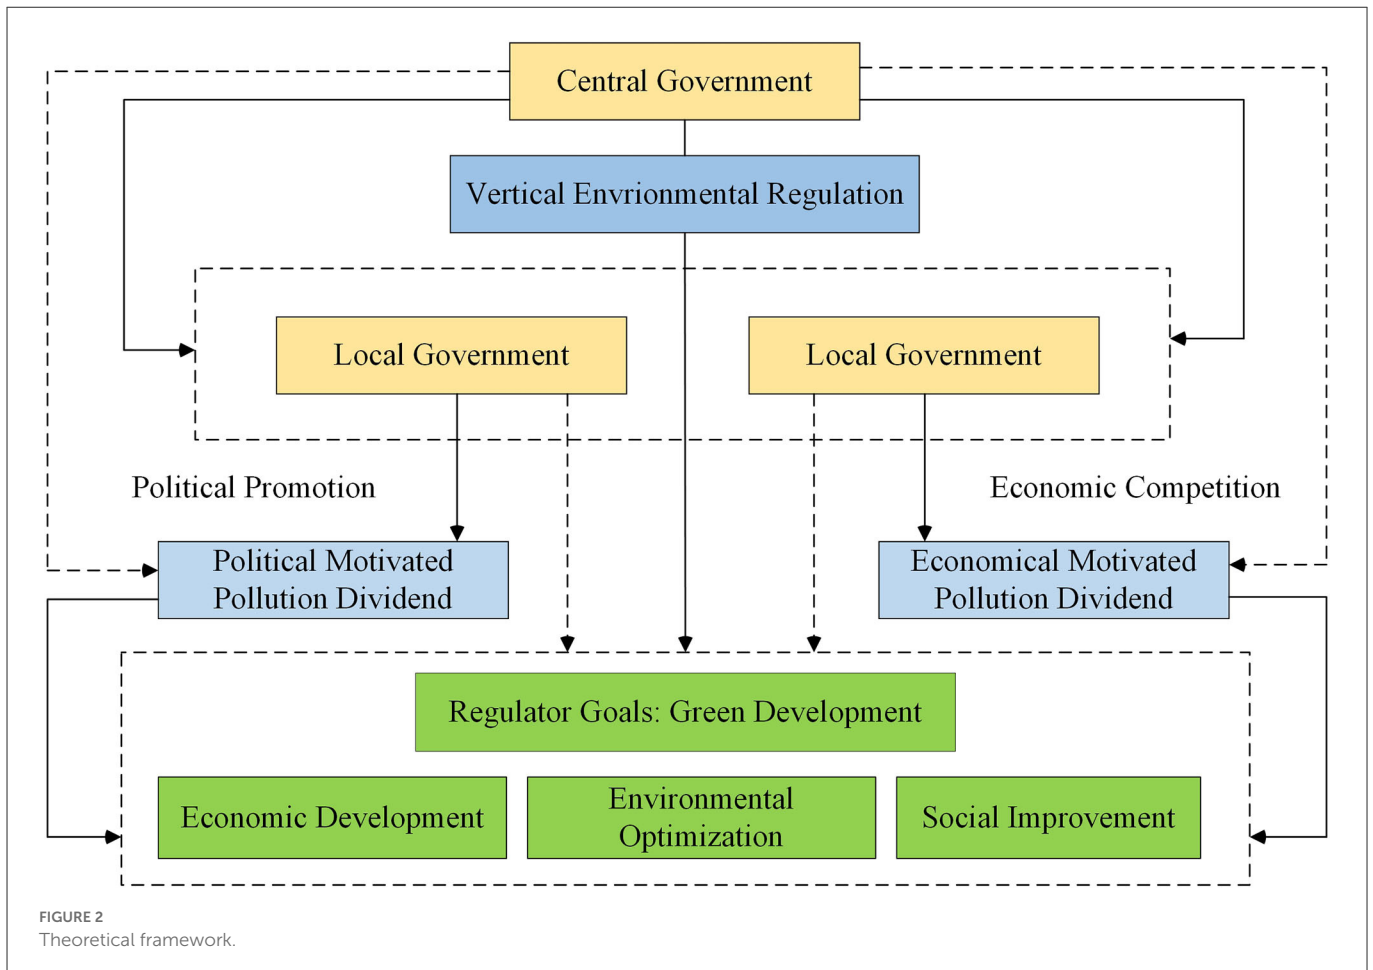 Central Government
Vertical Envrionmental Regulation
Local Government
Local Government
Political Promotion
Economic Competition
Political Motivated
Pollution Dividend
Economical Motivated
Pollution Dividend
Regulator Goals: Green Development
Economic Development
Environmental
Optimization
Social Improvement
FIGURE 2
Theoretical framework.